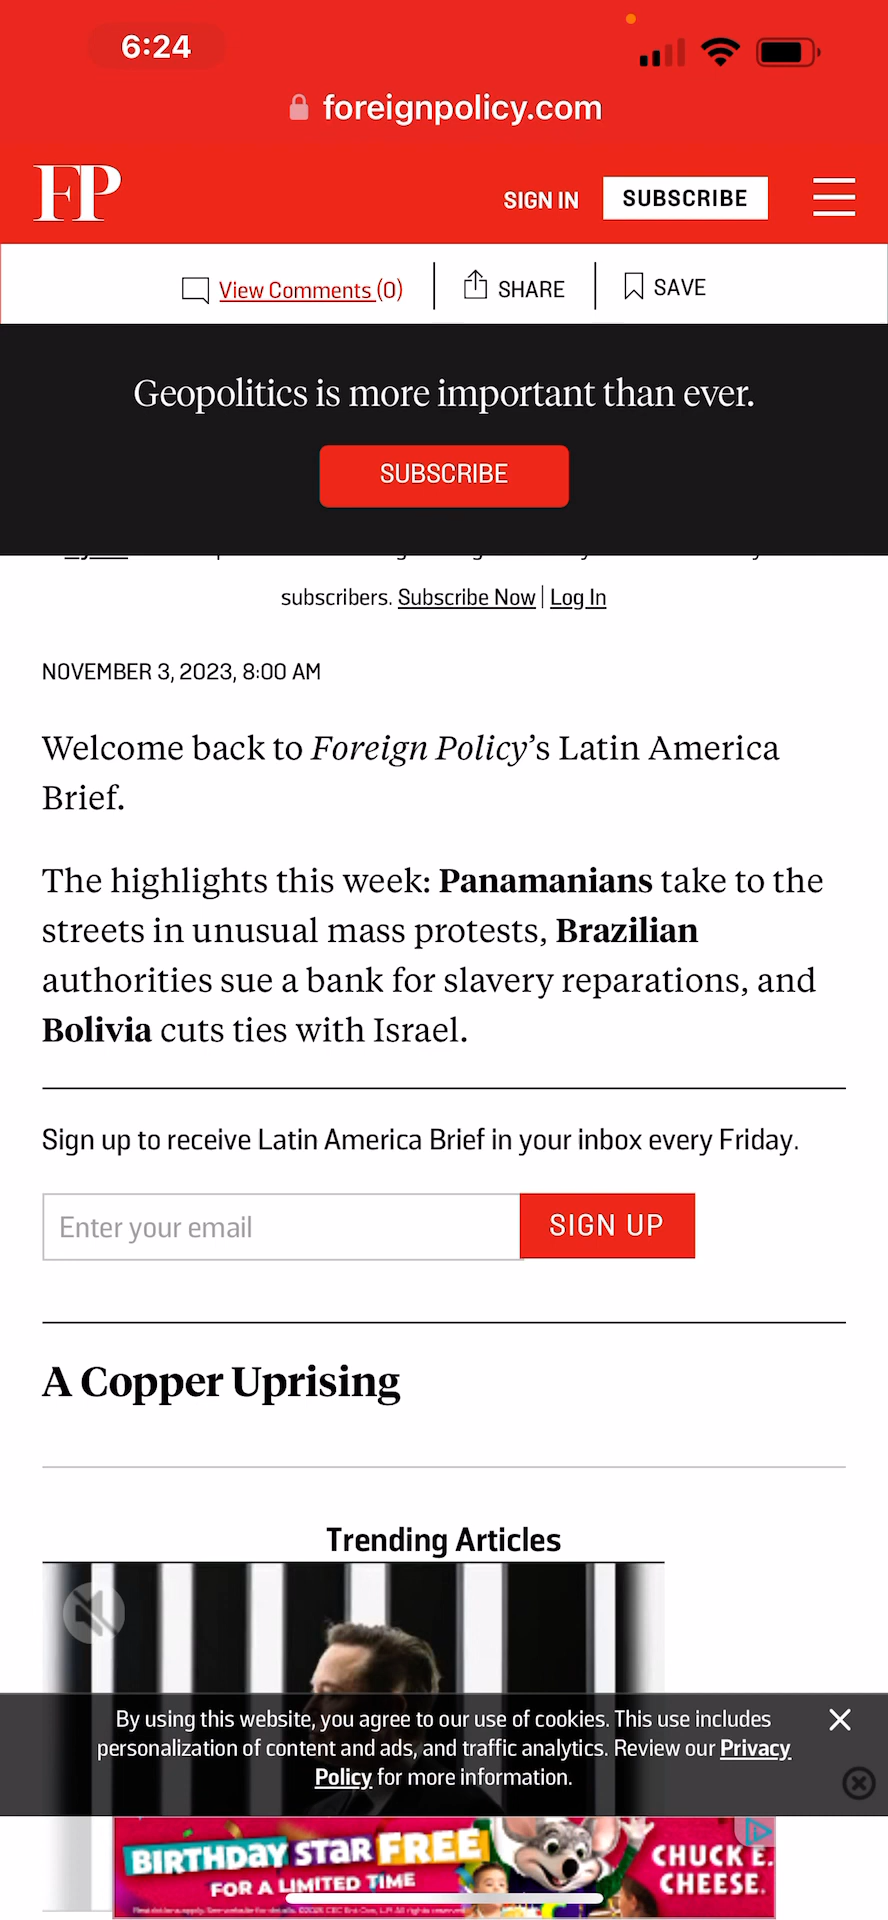 6:24
foreignpolicy.com
FP
SIGN IN
SUBSCRIBE
View Comments (0)
SHARE
SAVE
Geopolitics is more important than ever.
SUBSCRIBE
subscribers. Subscribe Now | Log In
NOVEMBER 3, 2023, 8:00 AM
Welcome back to Foreign Policy’s Latin America
Brief.
The highlights this week: Panamanians take to the
streets in unusual mass protests, Brazilian
authorities sue a bank for slavery reparations, and
Bolivia cuts ties with Israel.
Sign up to receive Latin America Brief in your inbox every Friday.
Enter your email
SIGN UP
A Copper Uprising
Trending Articles
By using this website, you agree to our use of cookies. This use includes
personalization of content and ads, and traffic analytics. Review our Privacy
Policy for more information.
BIRTHDAY STAR FREE
FOR A LIMITED TIME
CHUCK E.
CHEESE.